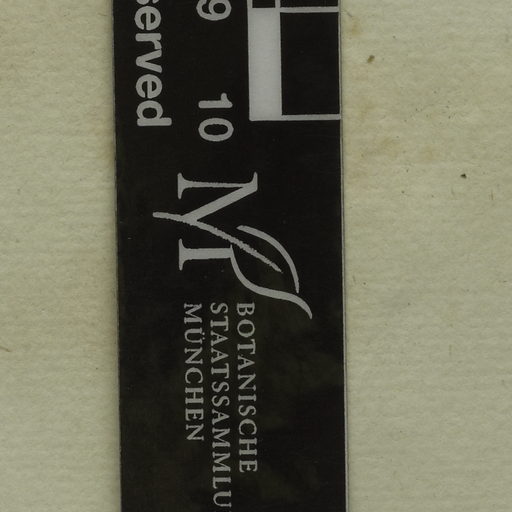 served
9 10
M
BOTANISCHE
STAATSSAMMLU
MÜNCHEN